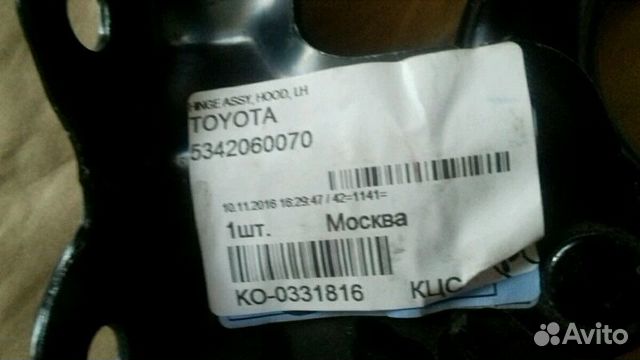 HINGE ASSY, HOOD, LH
TOYOTA
5342060070
10.11.2016 16:29:47 / 42=1141=
1шт. Москва
КО-0331816 КЦС
Avito